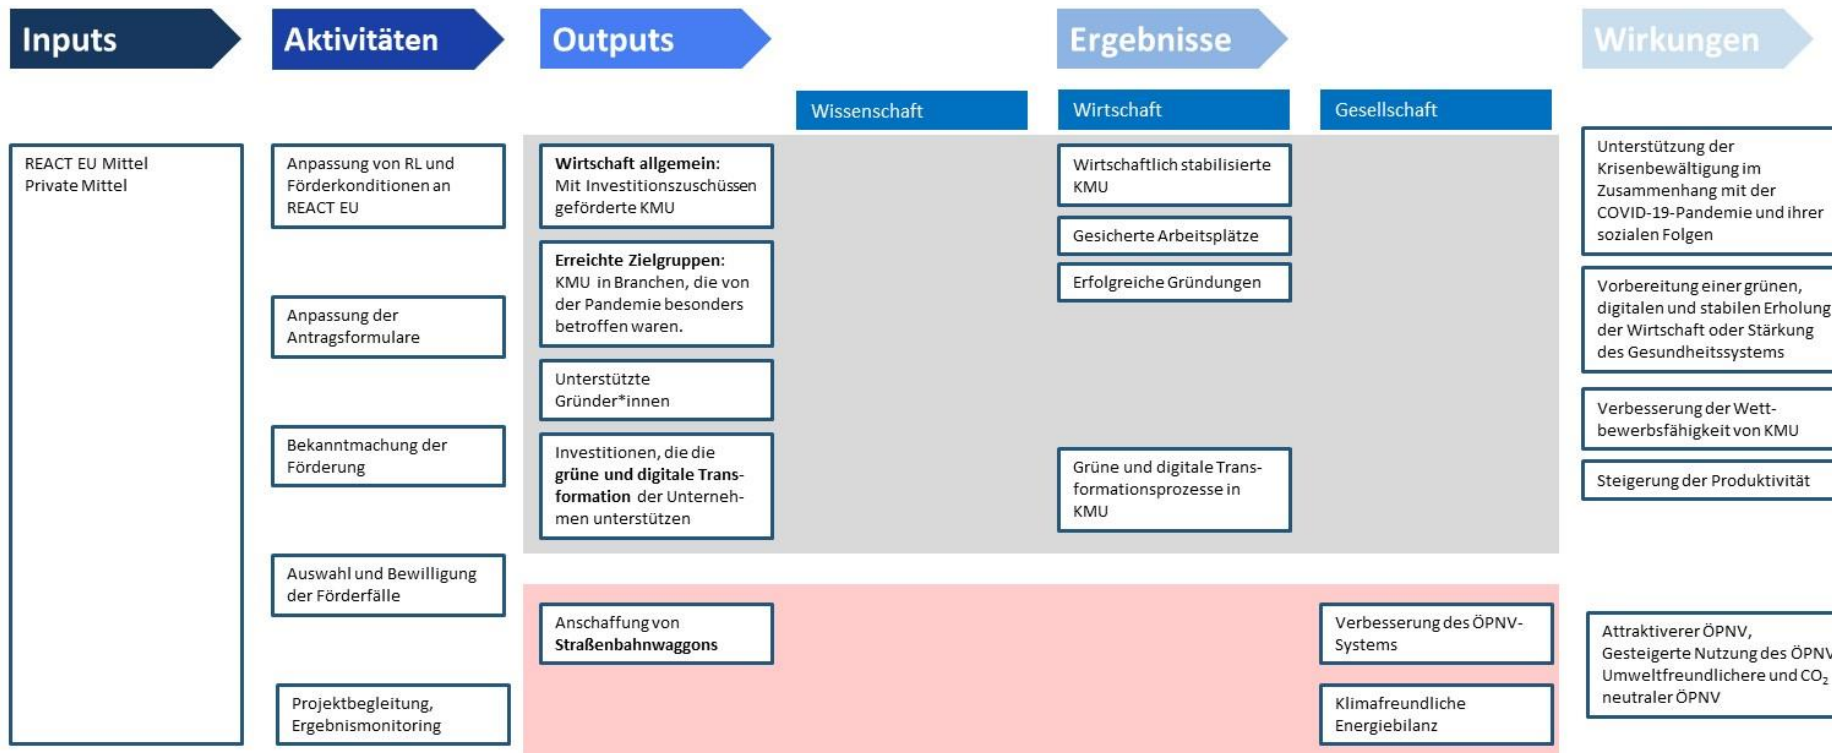 Inputs
Aktivitäten
Outputs
Ergebnisse
Wirkungen
Wissenschaft
Wirtschaft
Gesellschaft
REACT EU Mittel
Private Mittel
Anpassung von RL und
Förderkonditionen an
REACT EU
Anpassung der
Antragsformulare
Bekanntmachung der
Förderung
Auswahl und Bewilligung
der Förderfälle
Projektbegleitung,
Ergebnismonitoring
Wirtschaft allgemein:
Mit Investitionszuschüssen
geförderte KMU
Erreichte Zielgruppen:
KMU in Branchen, die von
der Pandemie besonders
betroffen waren.
Unterstützte
Gründer*innen
Investitionen, die die
grüne und digitale Trans-
formation der Unterneh-
men unterstützen
Anschaffung von
Straßenbahnwaggons
Wirtschaftlich stabilisierte
KMU
Gesicherte Arbeitsplätze
Erfolgreiche Gründungen
Grüne und digitale Trans-
formationsprozesse in
KMU
Verbesserung des ÖPNV-
Systems
Klimafreundliche
Energiebilanz
Unterstützung der
Krisenbewältigung im
Zusammenhang mit der
COVID-19-Pandemie und ihrer
sozialen Folgen
Vorbereitung einer grünen,
digitalen und stabilen Erholung
der Wirtschaft oder Stärkung
des Gesundheitssystems
Verbesserung der Wett-
bewerbsfähigkeit von KMU
Steigerung der Produktivität
Attraktiverer ÖPNV,
Gesteigerte Nutzung des ÖPNV
Umweltfreundlichere und CO₂
neutraler ÖPNV